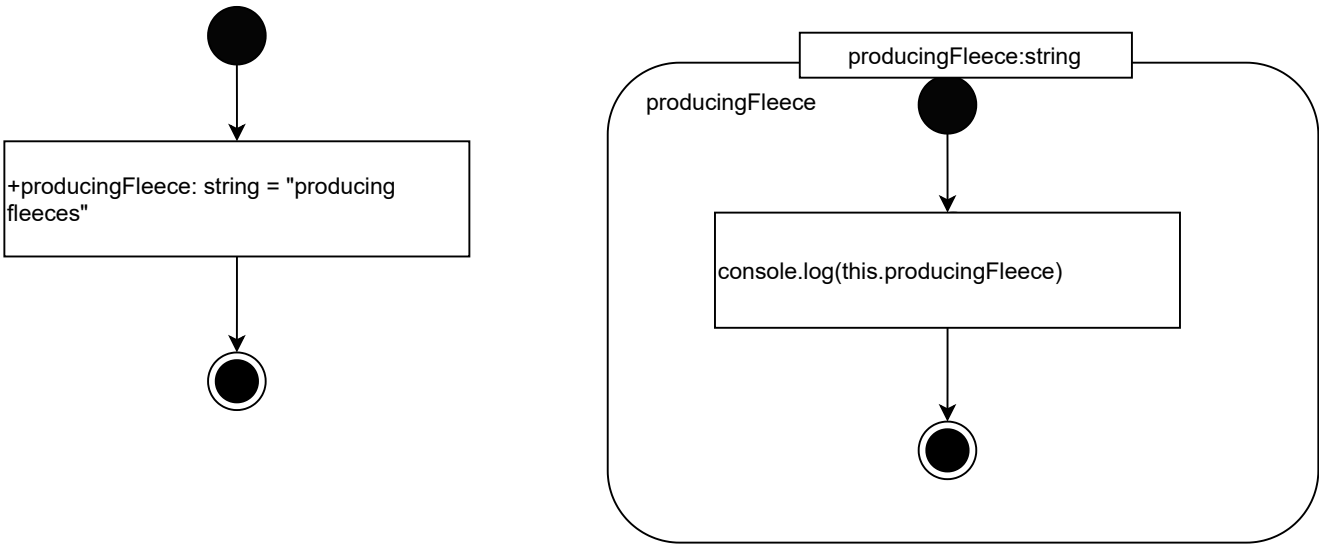 +producingFleece: string = "producing
fleeces"
producingFleece:string
producingFleece
console.log(this.producingFleece)